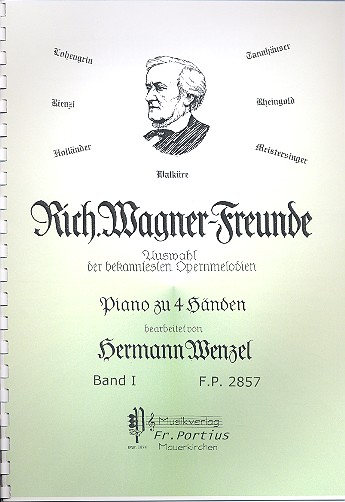 Lohengrin
Tannhäuser
Rienzi
Rheingold
Holländer
Meistersinger
Walküre
Rich. Wagner-Freunde
Auswahl
der bekanntesten Opernmelodien
Piano zu 4 Händen
bearbeitet von
Hermann Wenzel
Band I F.P. 2857
Musikverlag
Fr. Portius
Mauerkirchen